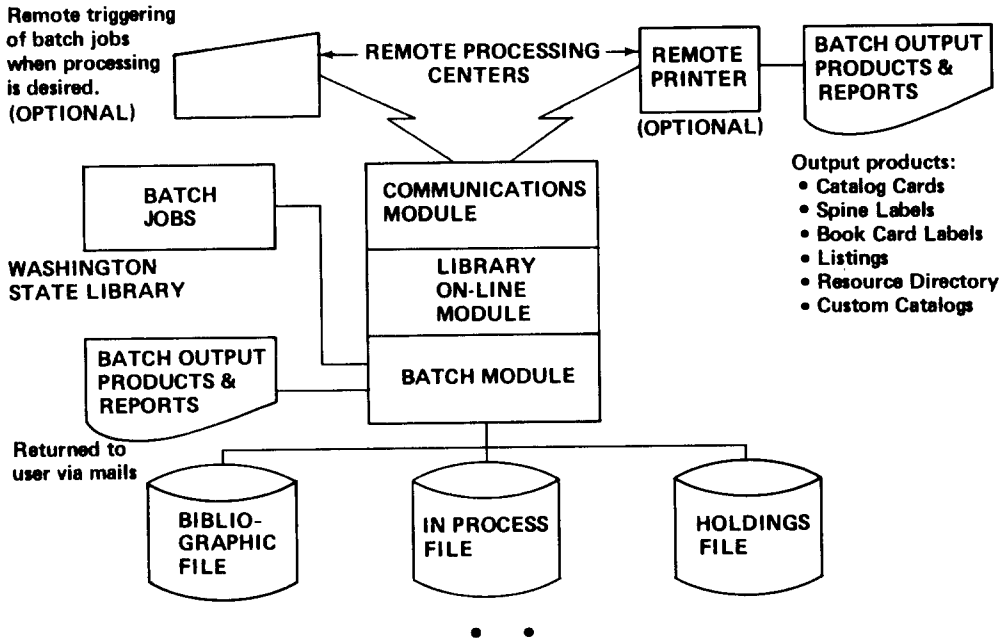 Remote triggering
of batch jobs
when processing
is desired.
(OPTIONAL)
REMOTE PROCESSING
CENTERS
REMOTE
PRINTER
(OPTIONAL)
BATCH OUTPUT
PRODUCTS &
REPORTS
Output products:
• Catalog Cards
• Spine Labels
• Book Card Labels
• Listings
• Resource Directory
• Custom Catalogs
BATCH
JOBS
WASHINGTON
STATE LIBRARY
COMMUNICATIONS
MODULE
LIBRARY
ON-LINE
MODULE
BATCH MODULE
BATCH OUTPUT
PRODUCTS &
REPORTS
Returned to
user via mails
BIBLIO-
GRAPHIC
FILE
IN PROCESS
FILE
HOLDINGS
FILE